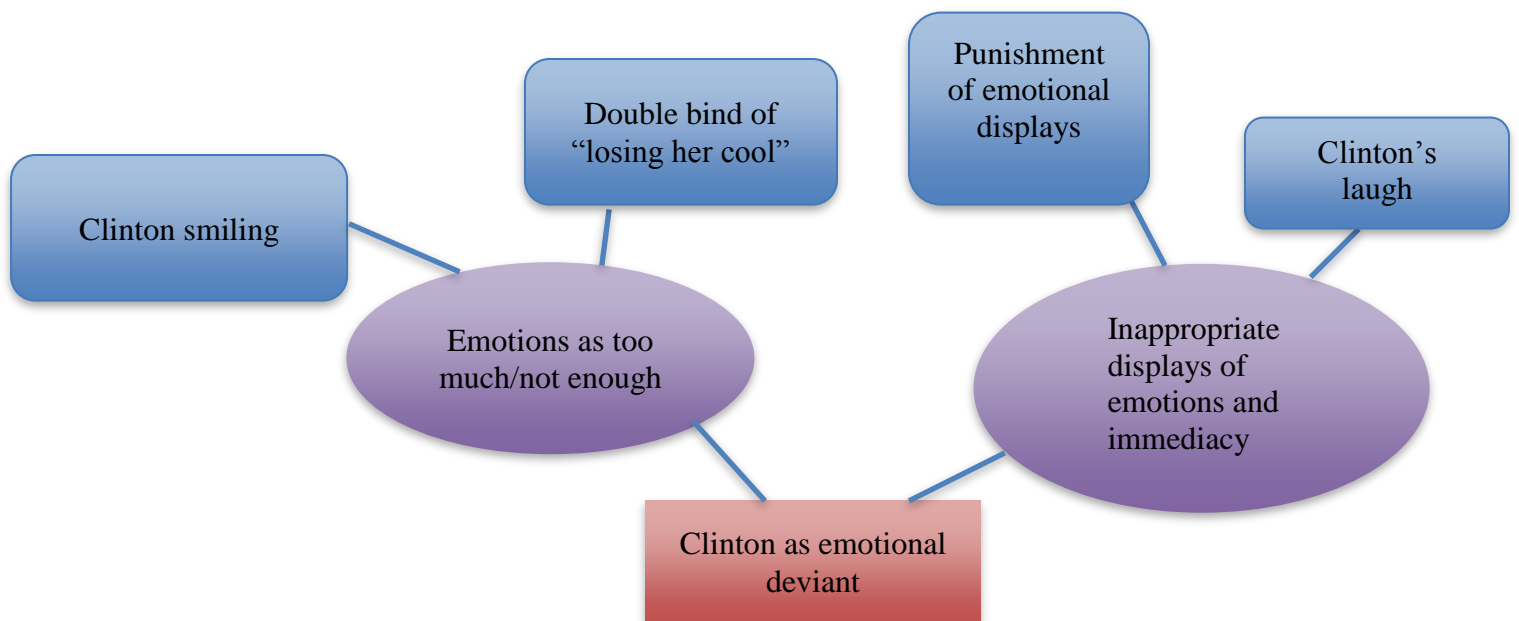 Clinton smiling
Double bind of
“losing her cool”
Punishment
of emotional
displays
Clinton’s
laugh
Emotions as too
much/not enough
Inappropriate
displays of
emotions and
immediacy
Clinton as emotional
deviant